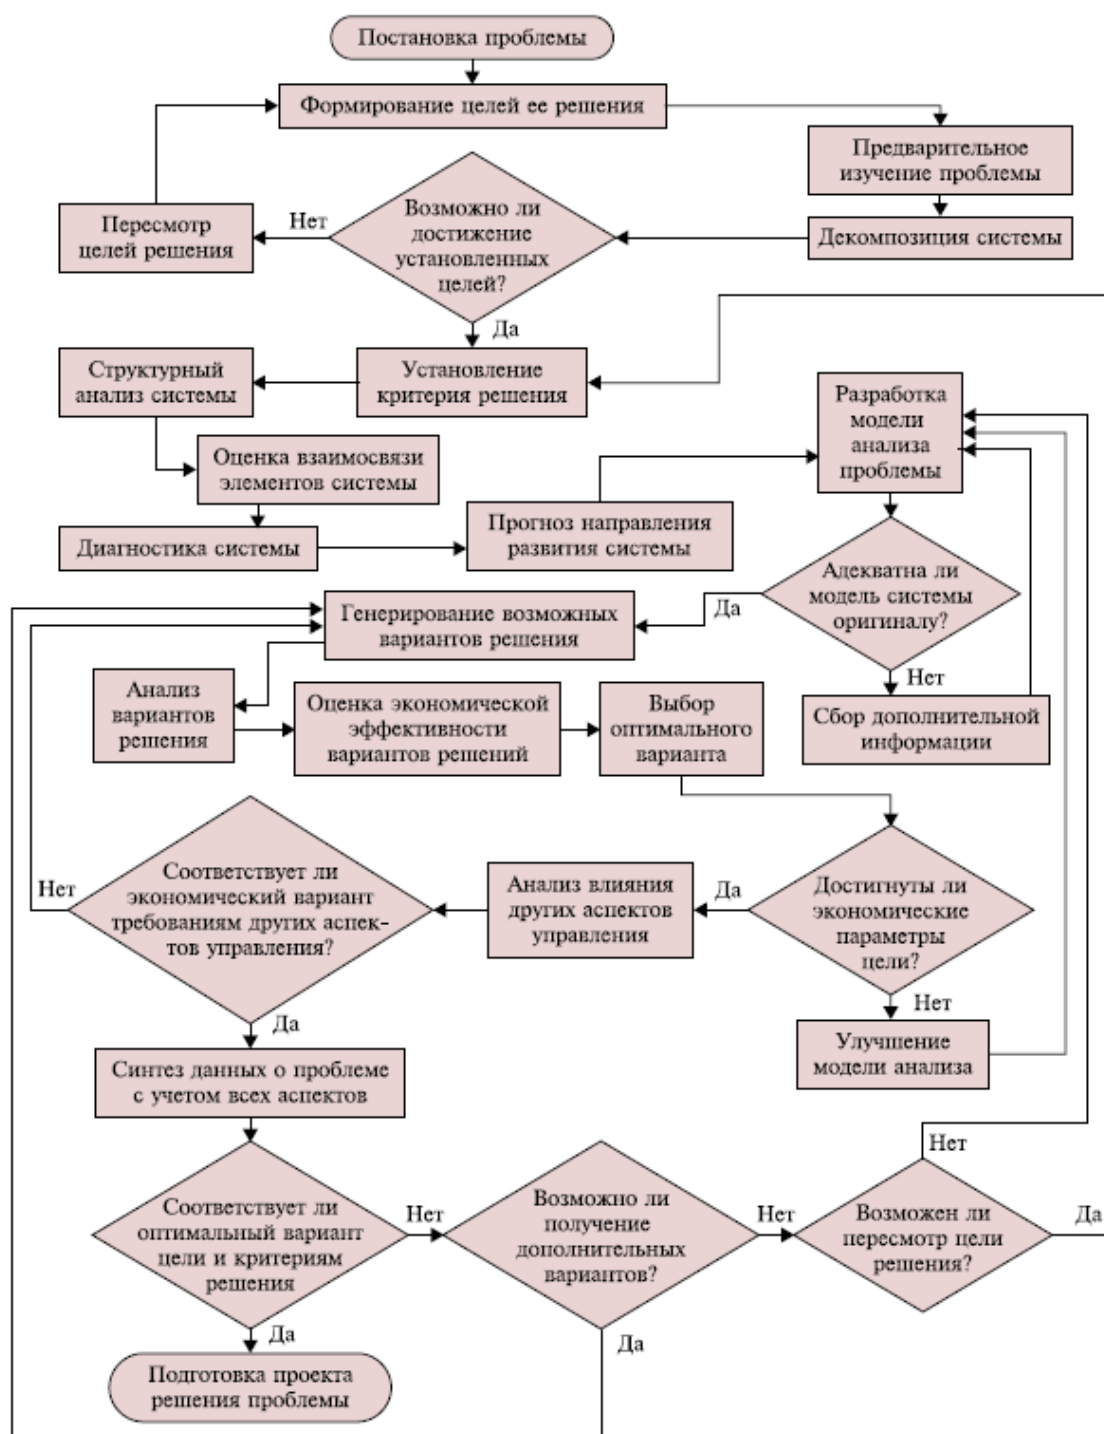 Постановка проблемы
Формирование целей ее решения
Предварительное
изучение проблемы
Декомпозиция системы
Возможно ли
достижение
установленных
целей?
Нет
Пересмотр
целей решения
Да
Установление
критерия решения
Структурный
анализ системы
Оценка взаимосвязи
элементов системы
Диагностика системы
Прогноз направления
развития системы
Разработка
модели
анализа
проблемы
Адекватна ли
модель системы
оригиналу?
Да
Нет
Сбор дополнительной
информации
Генерирование возможных
вариантов решения
Анализ
вариантов
решения
Оценка экономической
эффективности
вариантов решений
Выбор
оптимального
варианта
Достигнуты ли
экономические
параметры
цели?
Да
Нет
Улучшение
модели анализа
Анализ влияния
других аспектов
управления
Соответствует ли
экономический вариант
требованиям других аспек-
тов управления?
Нет
Да
Синтез данных о проблеме
с учетом всех аспектов
Соответствует ли
оптимальный вариант
цели и критериям
решения
Нет
Да
Возможно ли
получение
дополнительных
вариантов?
Нет
Да
Возможен ли
пересмотр цели
решения?
Нет
Да
Подготовка проекта
решения проблемы